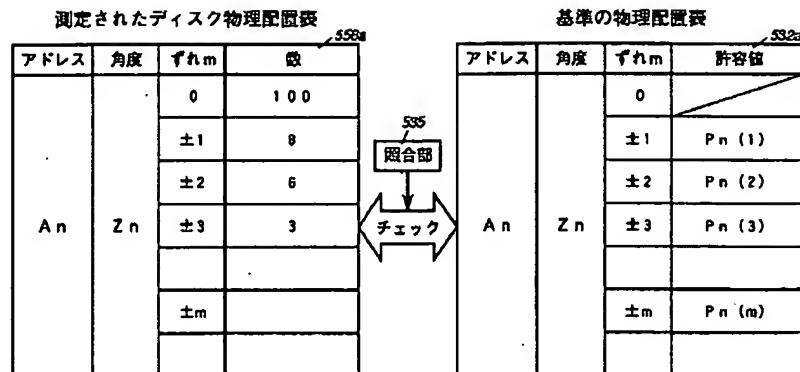 測定されたディスク物理配置表
558a
アドレス 角度 ずれm 数
An Zn
0 100
±1 8
±2 6
±3 3
±m
535
照合部
チェック
基準の物理配置表
532a
アドレス 角度 ずれm 許容値
An Zn
0
±1 Pn (1)
±2 Pn (2)
±3 Pn (3)
±m Pn (m)